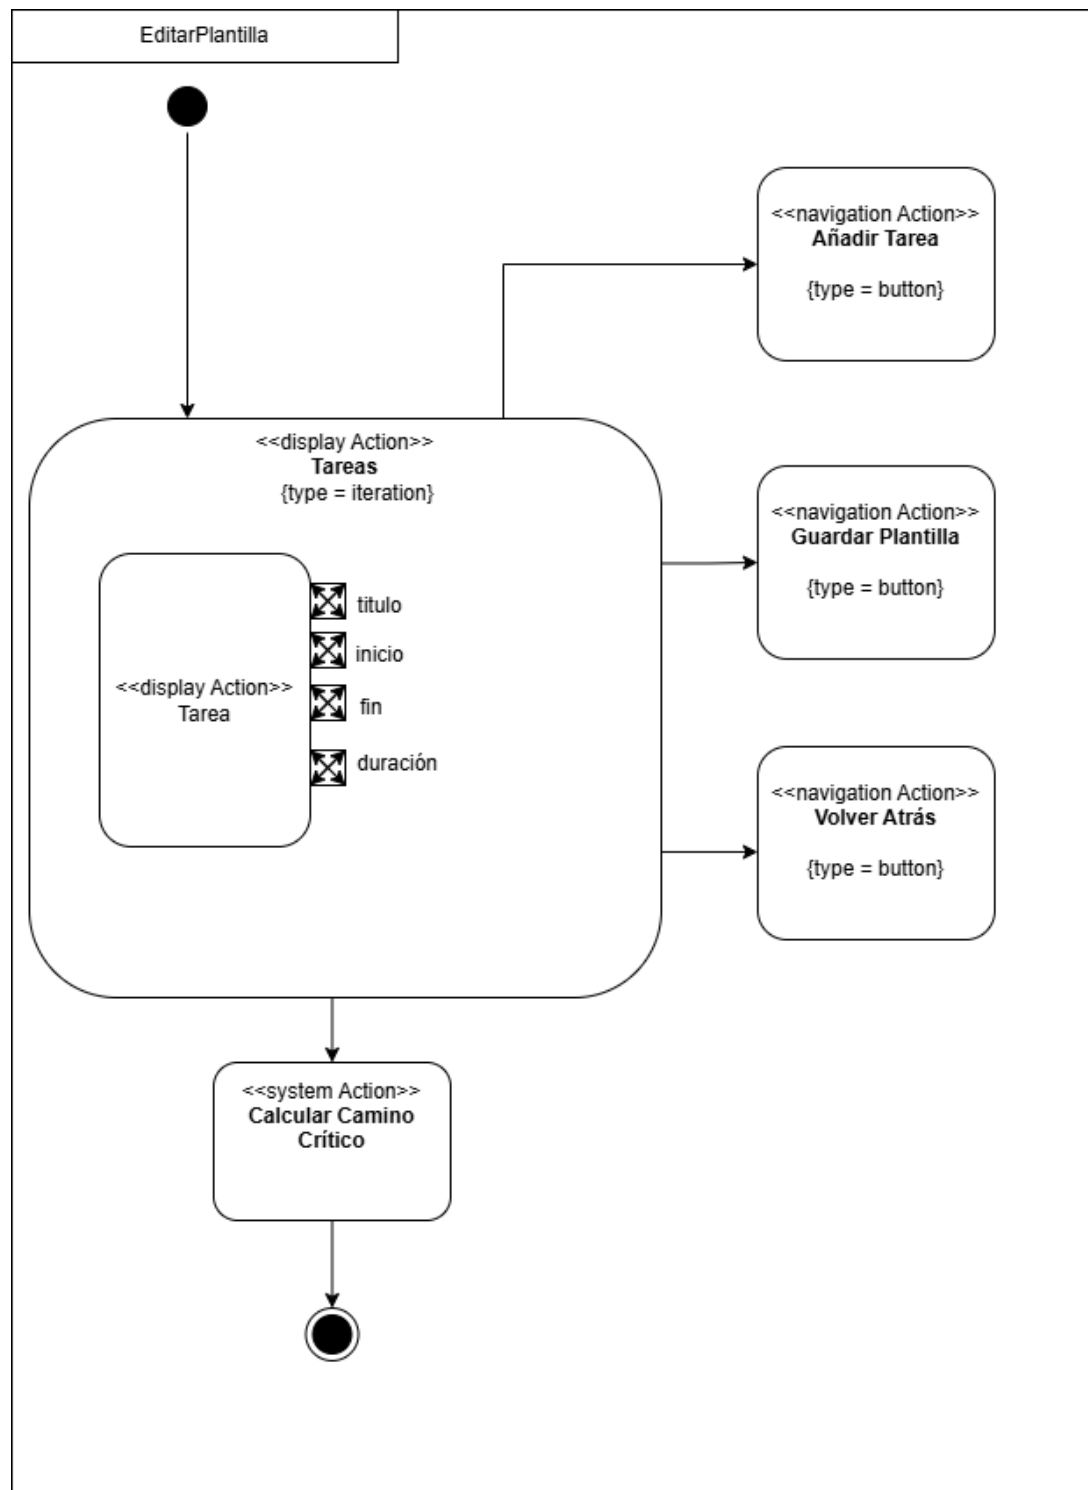 EditarPlantilla
<<navigation Action>>
Añadir Tarea
{type = button}
<<display Action>>
Tareas
{type = iteration}
<<navigation Action>>
Guardar Plantilla
{type = button}
titulo
inicio
<<display Action>>
Tarea
fin
duración
<<navigation Action>>
Volver Atrás
{type = button}
<<system Action>>
Calcular Camino
Crítico